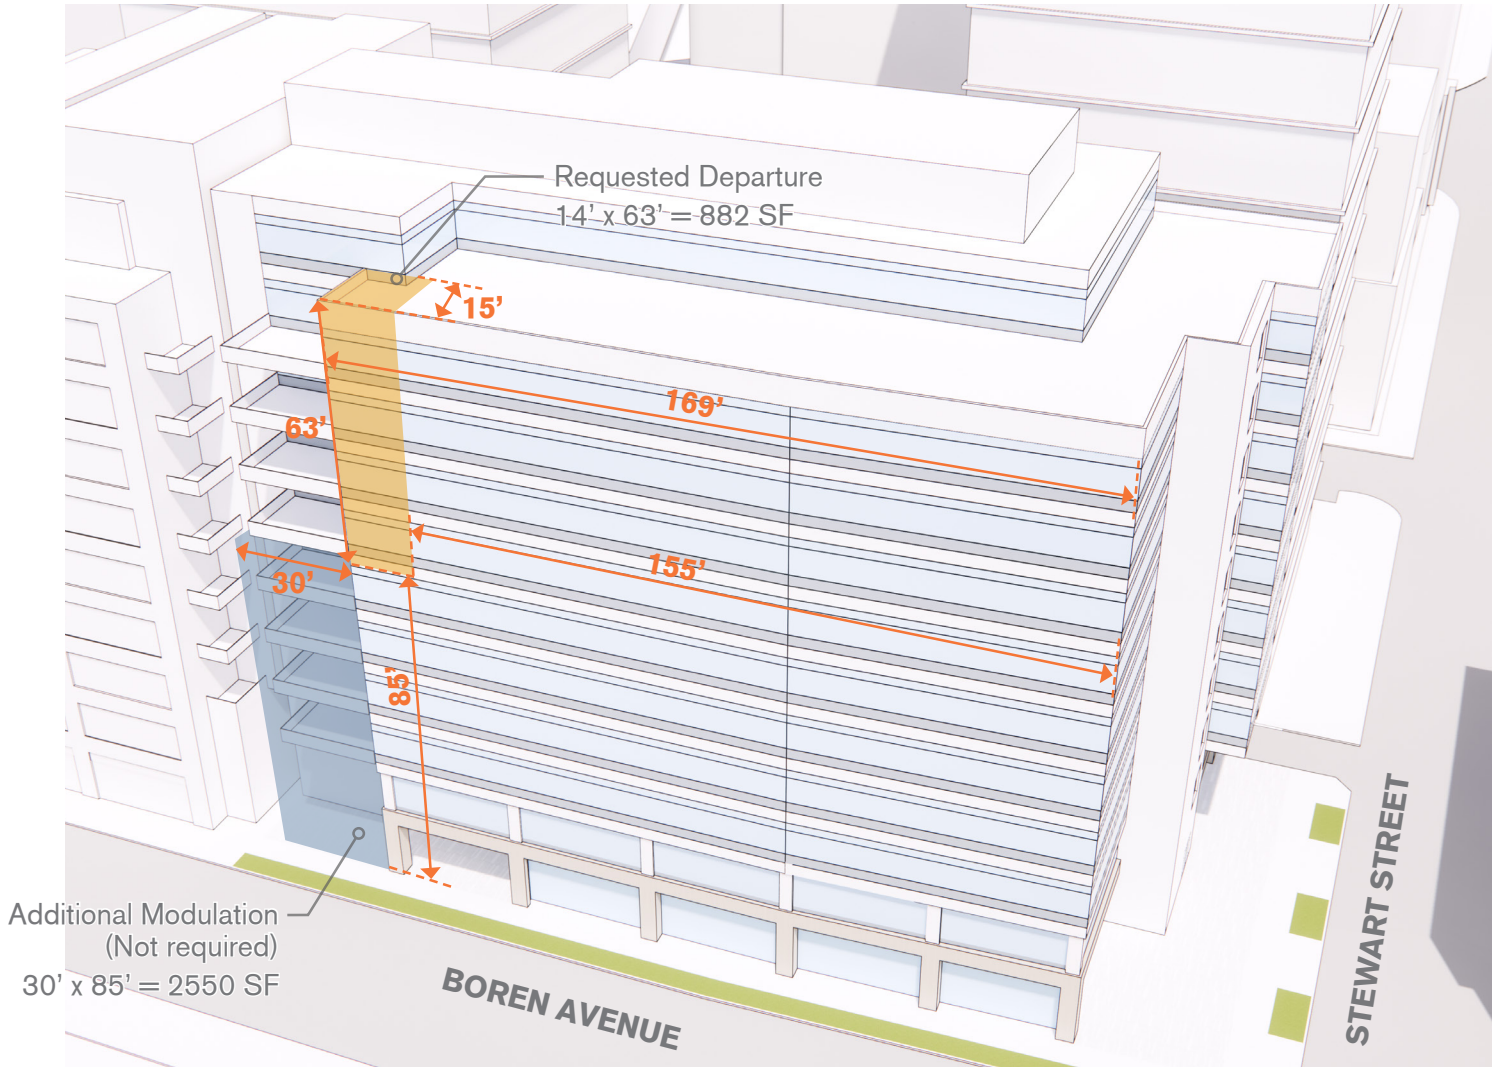 Requested Departure
14’ x 63’ = 882 SF
15’
169’
63’
155’
30’
85’
Additional Modulation
(Not required)
30’ x 85’ = 2550 SF
BOREN AVENUE
STEWART STREET